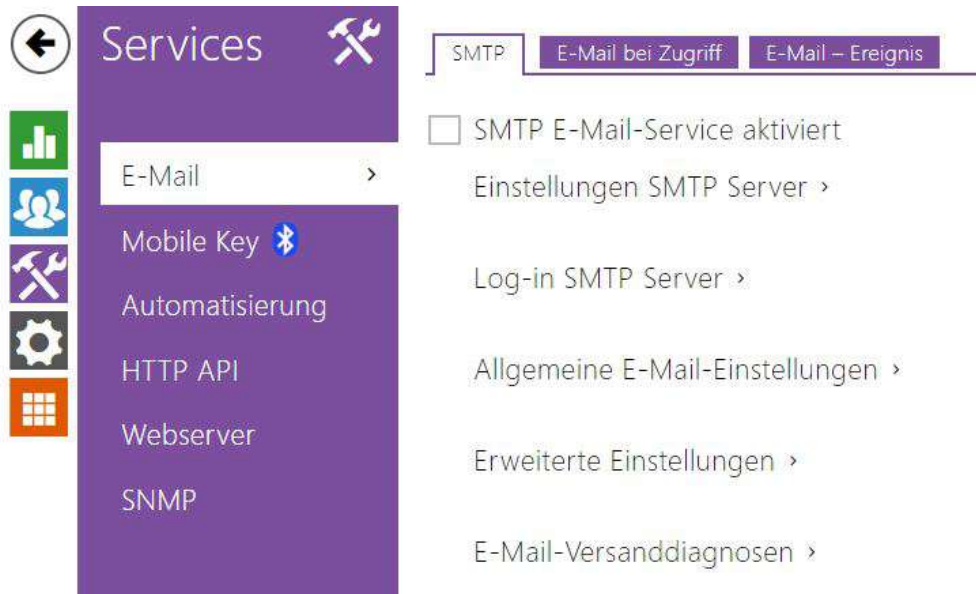 Services
E-Mail
Mobile Key
Automatisierung
HTTP API
Webserver
SNMP
SMTP
E-Mail bei Zugriff
E-Mail – Ereignis
SMTP E-Mail-Service aktiviert
Einstellungen SMTP Server
Log-in SMTP Server
Allgemeine E-Mail-Einstellungen
Erweiterte Einstellungen
E-Mail-Versanddiagnosen